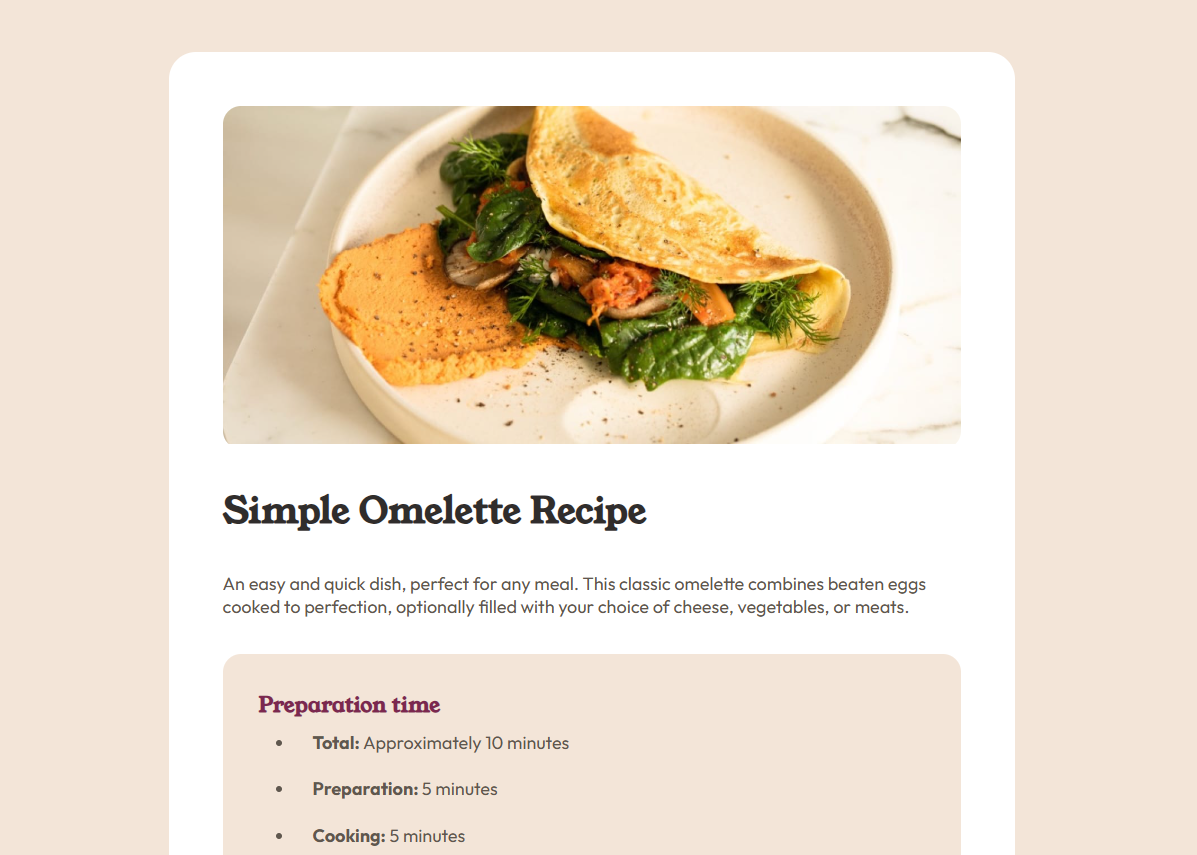 Simple Omelette Recipe
An easy and quick dish, perfect for any meal. This classic omelette combines beaten eggs
cooked to perfection, optionally filled with your choice of cheese, vegetables, or meats.
Preparation time
• Total: Approximately 10 minutes
• Preparation: 5 minutes
• Cooking: 5 minutes